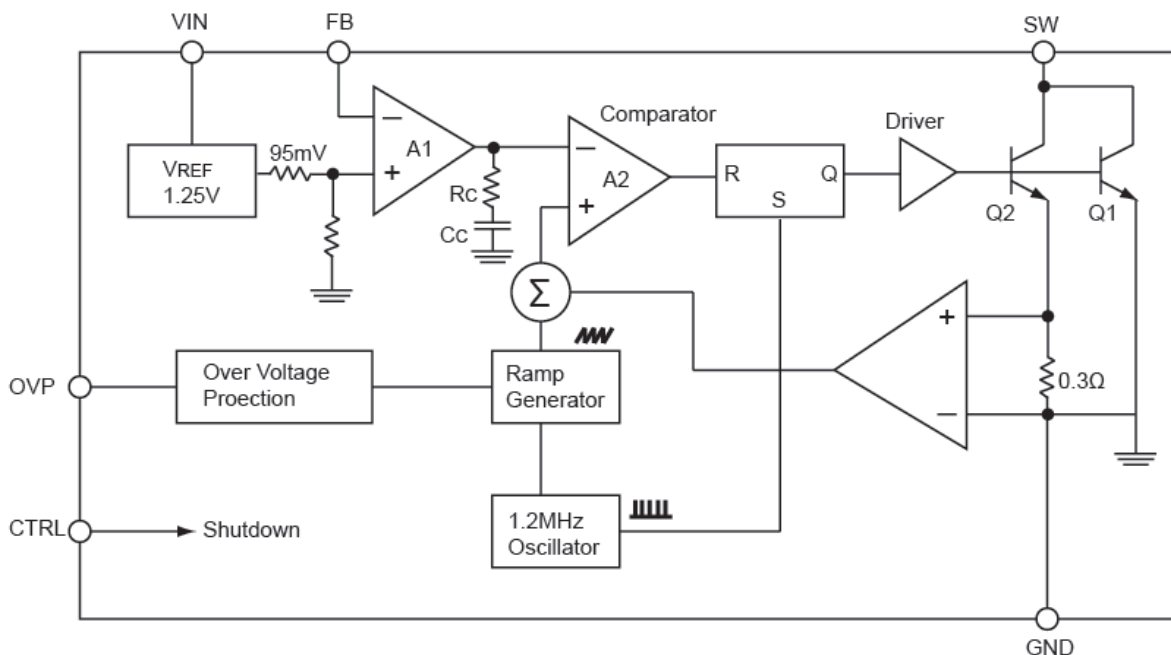 VIN
FB
SW
Comparator
Driver
95mV
VREF
1.25V
A1
A2
R
Q
S
RC
CC
Q2
Q1
Σ
OVP
Over Voltage
Proection
Ramp
Generator
0.3Ω
CTRL
Shutdown
1.2MHz
Oscillator
GND